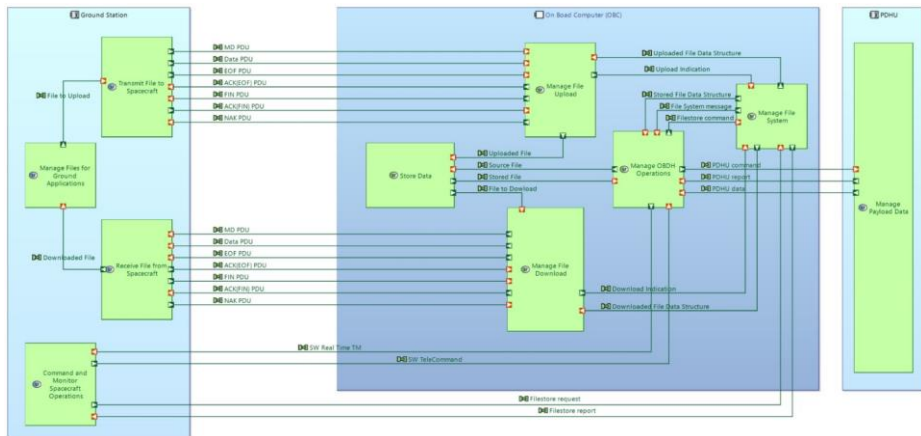 Ground Station
On Boad Computer (OBC)
PDHU
Transmit File to
Spacecraft
MD PDU
Data PDU
EOF PDU
ACK(EOF) PDU
FIN PDU
ACK(FIN) PDU
NAK PDU
Manage File
Upload
Uploaded File Data Structure
Upload Indication
File to Upload
Stored File Data Structure
File System message
Filestore command
Manage File
System
Manage Files for
Ground
Applications
Uploaded File
Source File
Stored File
File to Dowload
Store Data
Manage OBDH
Operations
PDHU command
PDHU report
PDHU data
Manage
Payload Data
Downloaded File
Receive File from
Spacecraft
MD PDU
Data PDU
EOF PDU
ACK(EOF) PDU
FIN PDU
ACK(FIN) PDU
NAK PDU
Manage File
Download
Download Indication
Downloaded File Data Structure
SW Real Time TM
SW TeleCommand
Command and
Monitor
Spacecraft
Operations
Filestore request
Filestore report